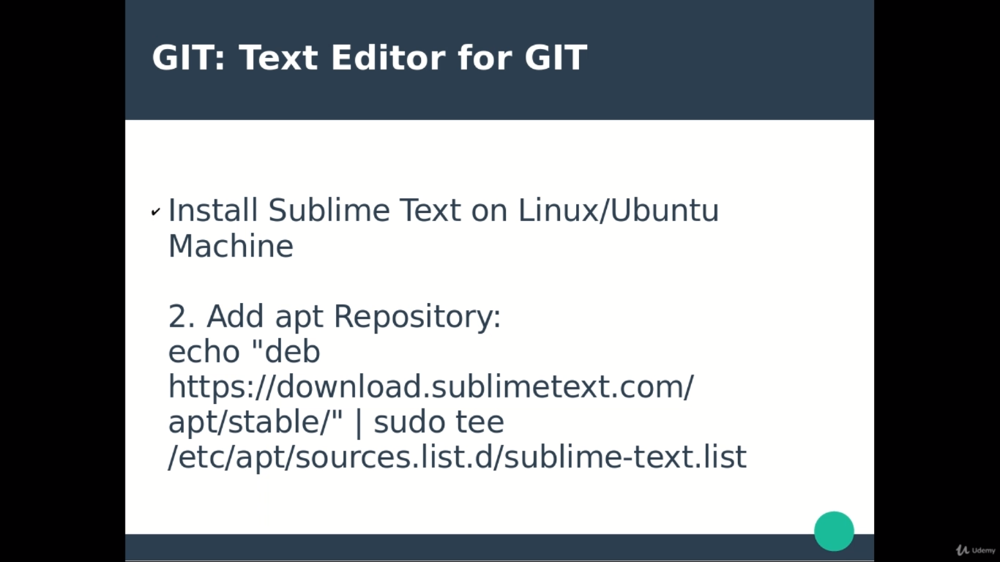 GIT: Text Editor for GIT
✔ Install Sublime Text on Linux/Ubuntu
Machine
2. Add apt Repository:
echo "deb
https://download.sublimetext.com/
apt/stable/" | sudo tee
/etc/apt/sources.list.d/sublime-text.list
Udemy